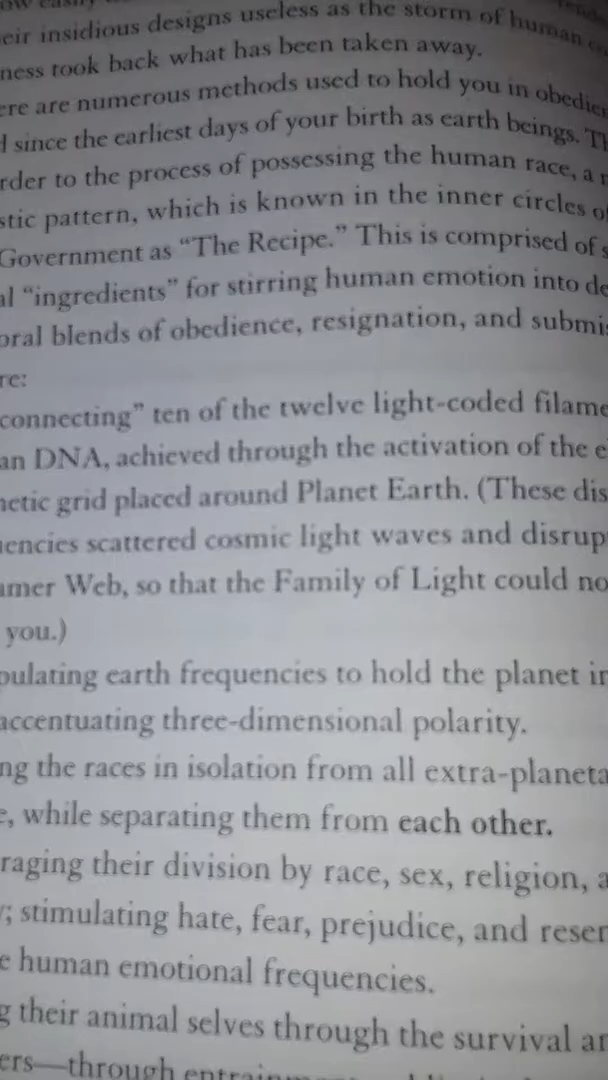 eir insidious designs useless as the storm of human
ness took back what has been taken away.
ere are numerous methods used to hold you in obedie
d since the earliest days of your birth as earth beings. Th
rder to the process of possessing the human race, a
stic pattern, which is known in the inner circles of
Government as “The Recipe.” This is comprised of s
al “ingredients” for stirring human emotion into de
oral blends of obedience, resignation, and submis
re:
connecting” ten of the twelve light-coded filame
an DNA, achieved through the activation of the e
netic grid placed around Planet Earth. (These dis
uencies scattered cosmic light waves and disrup
amer Web, so that the Family of Light could no
you.)
pulating earth frequencies to hold the planet in
accentuating three-dimensional polarity.
ng the races in isolation from all extra-planeta
e, while separating them from each other.
raging their division by race, sex, religion, a
; stimulating hate, fear, prejudice, and reser
e human emotional frequencies.
g their animal selves through the survival an
ers—through